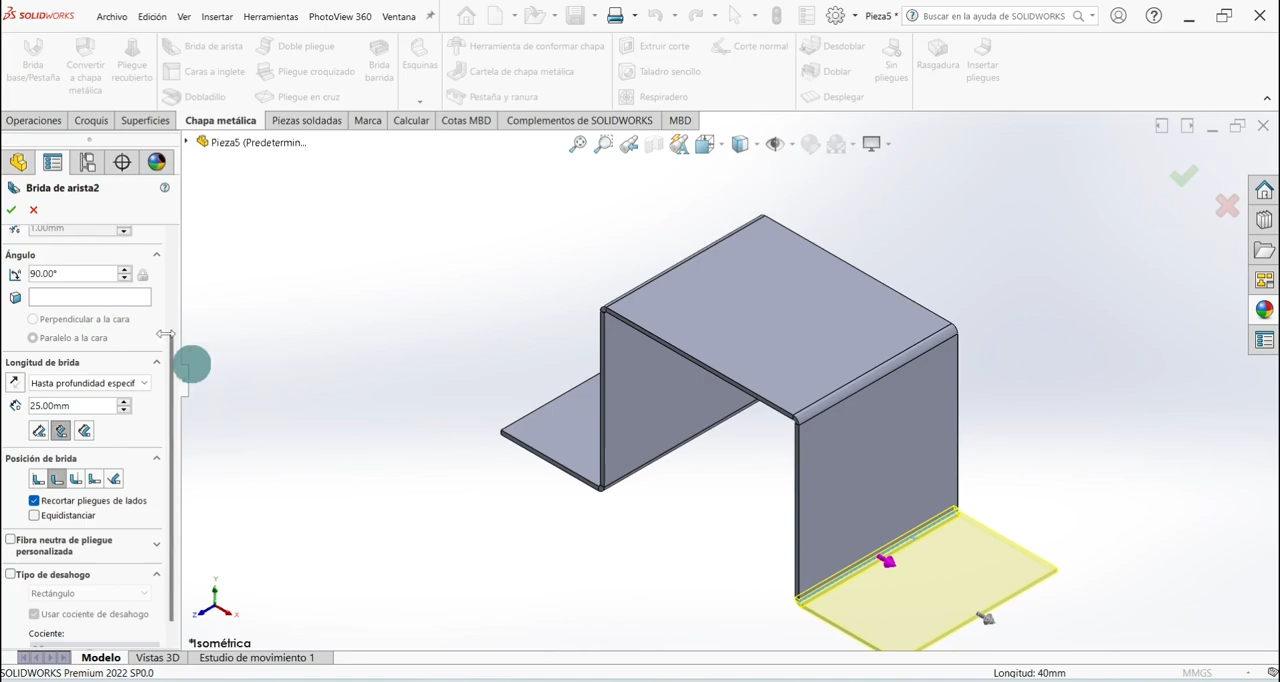 SOLIDWORKS
Archivo Edición Ver Insertar Herramientas PhotoView 360 Ventana
Pieza5 *
Buscar en la ayuda de SOLIDWORKS
Brida base/Pestaña
Convertir a chapa metálica
Pliegue recubierto
Brida de arista
Caras a inglete
Dobladillo
Doble pliegue
Pliegue croquizado
Pliegue en cruz
Brida barrida
Esquinas
Herramienta de conformar chapa
Cartela de chapa metálica
Pestaña y ranura
Extruir corte
Taladro sencillo
Respiradero
Corte normal
Desdoblar
Doblar
Desplegar
Sin pliegues
Rasgadura
Insertar pliegues
Operaciones Croquis Superficies Chapa metálica Piezas soldadas Marca Calcular Cotas MBD Complementos de SOLIDWORKS MBD
Pieza5 (Predetermin...
Brida de arista2
1.00mm
Ángulo
90.00°
Perpendicular a la cara
Paralelo a la cara
Longitud de brida
Hasta profundidad especif
25.00mm
Posición de brida
Recortar pliegues de lados
Equidistanciar
Fibra neutra de pliegue
personalizada
Tipo de desahogo
Rectángulo
Usar cociente de desahogo
Cociente:
Y
Z
X
*Isométrica
Modelo Vistas 3D Estudio de movimiento 1
SOLIDWORKS Premium 2022 SP0.0
Longitud: 40mm
MMGS